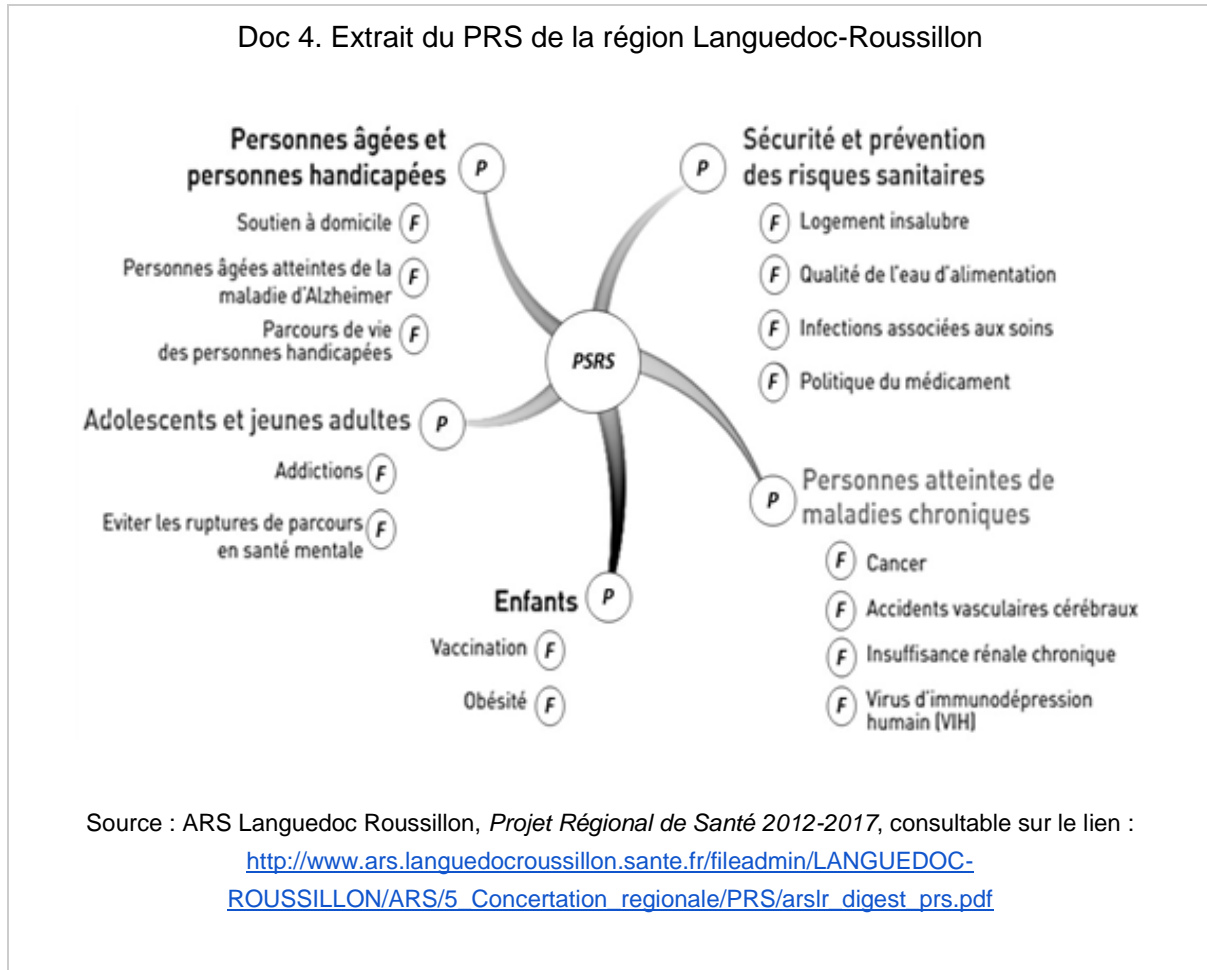 Doc 4. Extrait du PRS de la région Languedoc-Roussillon
Personnes âgées et
personnes handicapées
P
Soutien à domicile F
Personnes âgées atteintes de la
maladie d'Alzheimer
F
Parcours de vie
des personnes handicapées
F
P
Sécurité et prévention
des risques sanitaires
F Logement insalubre
F Qualité de l'eau d'alimentation
F Infections associées aux soins
F Politique du médicament
PSRS
Adolescents et jeunes adultes P
Addictions F
Eviter les ruptures de parcours
en santé mentale
F
P
Personnes atteintes de
maladies chroniques
F Cancer
F Accidents vasculaires cérébraux
F Insuffisance rénale chronique
F Virus d'immunodépression
humain (VIH)
Enfants P
Vaccination F
Obésité F
Source : ARS Languedoc Roussillon, Projet Régional de Santé 2012-2017, consultable sur le lien :
http://www.ars.languedocroussillon.sante.fr/fileadmin/LANGUEDOC-
ROUSSILLON/ARS/5_Concertation_regionale/PRS/arslr_digest_prs.pdf